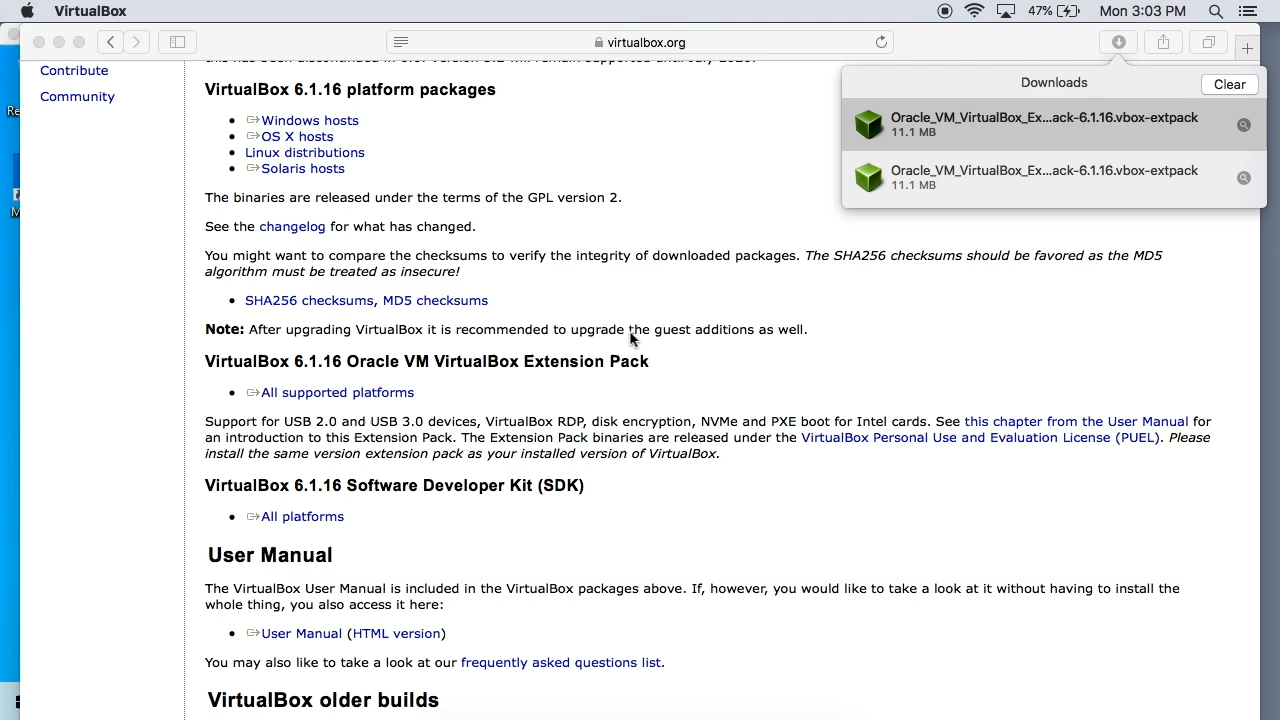 VirtualBox
47%
Mon 3:03 PM
virtualbox.org
Contribute
Community
Downloads
Clear
Oracle_VM_VirtualBox_Ex...ack-6.1.16.vbox-extpack
11.1 MB
Oracle_VM_VirtualBox_Ex...ack-6.1.16.vbox-extpack
11.1 MB
VirtualBox 6.1.16 platform packages
• Windows hosts
• OS X hosts
• Linux distributions
• Solaris hosts
The binaries are released under the terms of the GPL version 2.
See the changelog for what has changed.
You might want to compare the checksums to verify the integrity of downloaded packages. The SHA256 checksums should be favored as the MD5
algorithm must be treated as insecure!
• SHA256 checksums, MD5 checksums
Note: After upgrading VirtualBox it is recommended to upgrade the guest additions as well.
VirtualBox 6.1.16 Oracle VM VirtualBox Extension Pack
• All supported platforms
Support for USB 2.0 and USB 3.0 devices, VirtualBox RDP, disk encryption, NVMe and PXE boot for Intel cards. See this chapter from the User Manual for
an introduction to this Extension Pack. The Extension Pack binaries are released under the VirtualBox Personal Use and Evaluation License (PUEL). Please
install the same version extension pack as your installed version of VirtualBox.
VirtualBox 6.1.16 Software Developer Kit (SDK)
• All platforms
User Manual
The VirtualBox User Manual is included in the VirtualBox packages above. If, however, you would like to take a look at it without having to install the
whole thing, you also access it here:
• User Manual (HTML version)
You may also like to take a look at our frequently asked questions list.
VirtualBox older builds